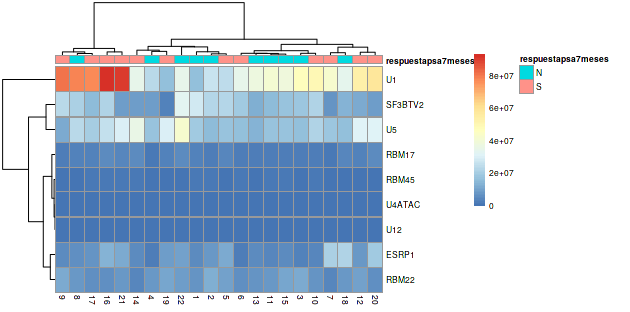 respuestapsa7meses
U1
SF3BTV2
U5
RBM17
RBM45
U4ATAC
U12
ESRP1
RBM22
9 8 17 16 21 14 4 19 22 1 2 5 6 13 11 15 3 10 7 18 12 20
8e+07
6e+07
4e+07
2e+07
0
respuestapsa7meses
N
S